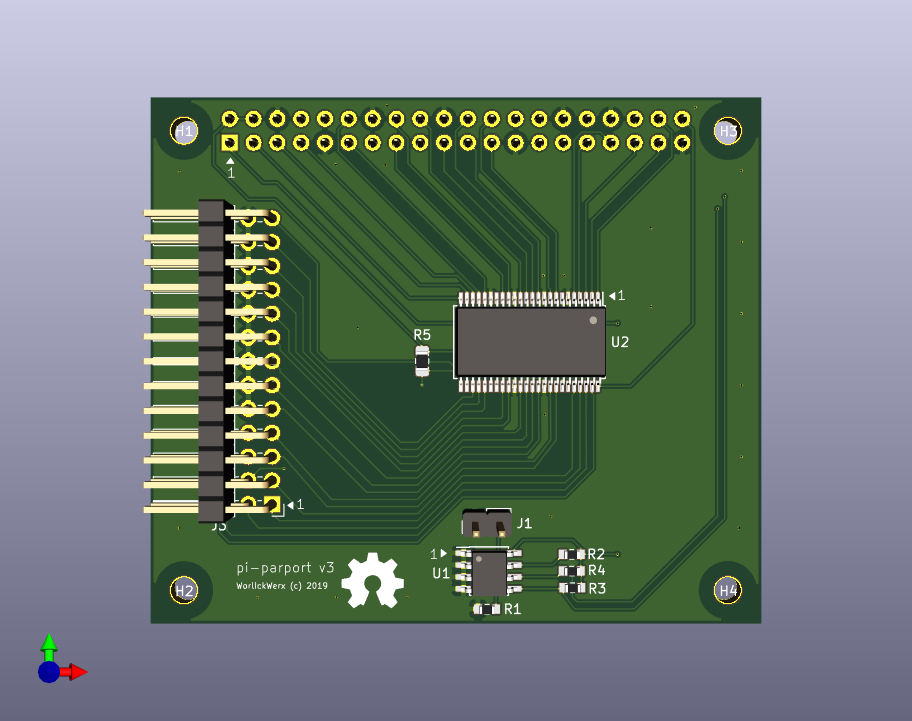 H1
H3
1
1
R5
U2
1
J3
J1
1
R2
pi-parport v3
U1
R4
WorlickWerx (c) 2019
R3
H2
H4
R1